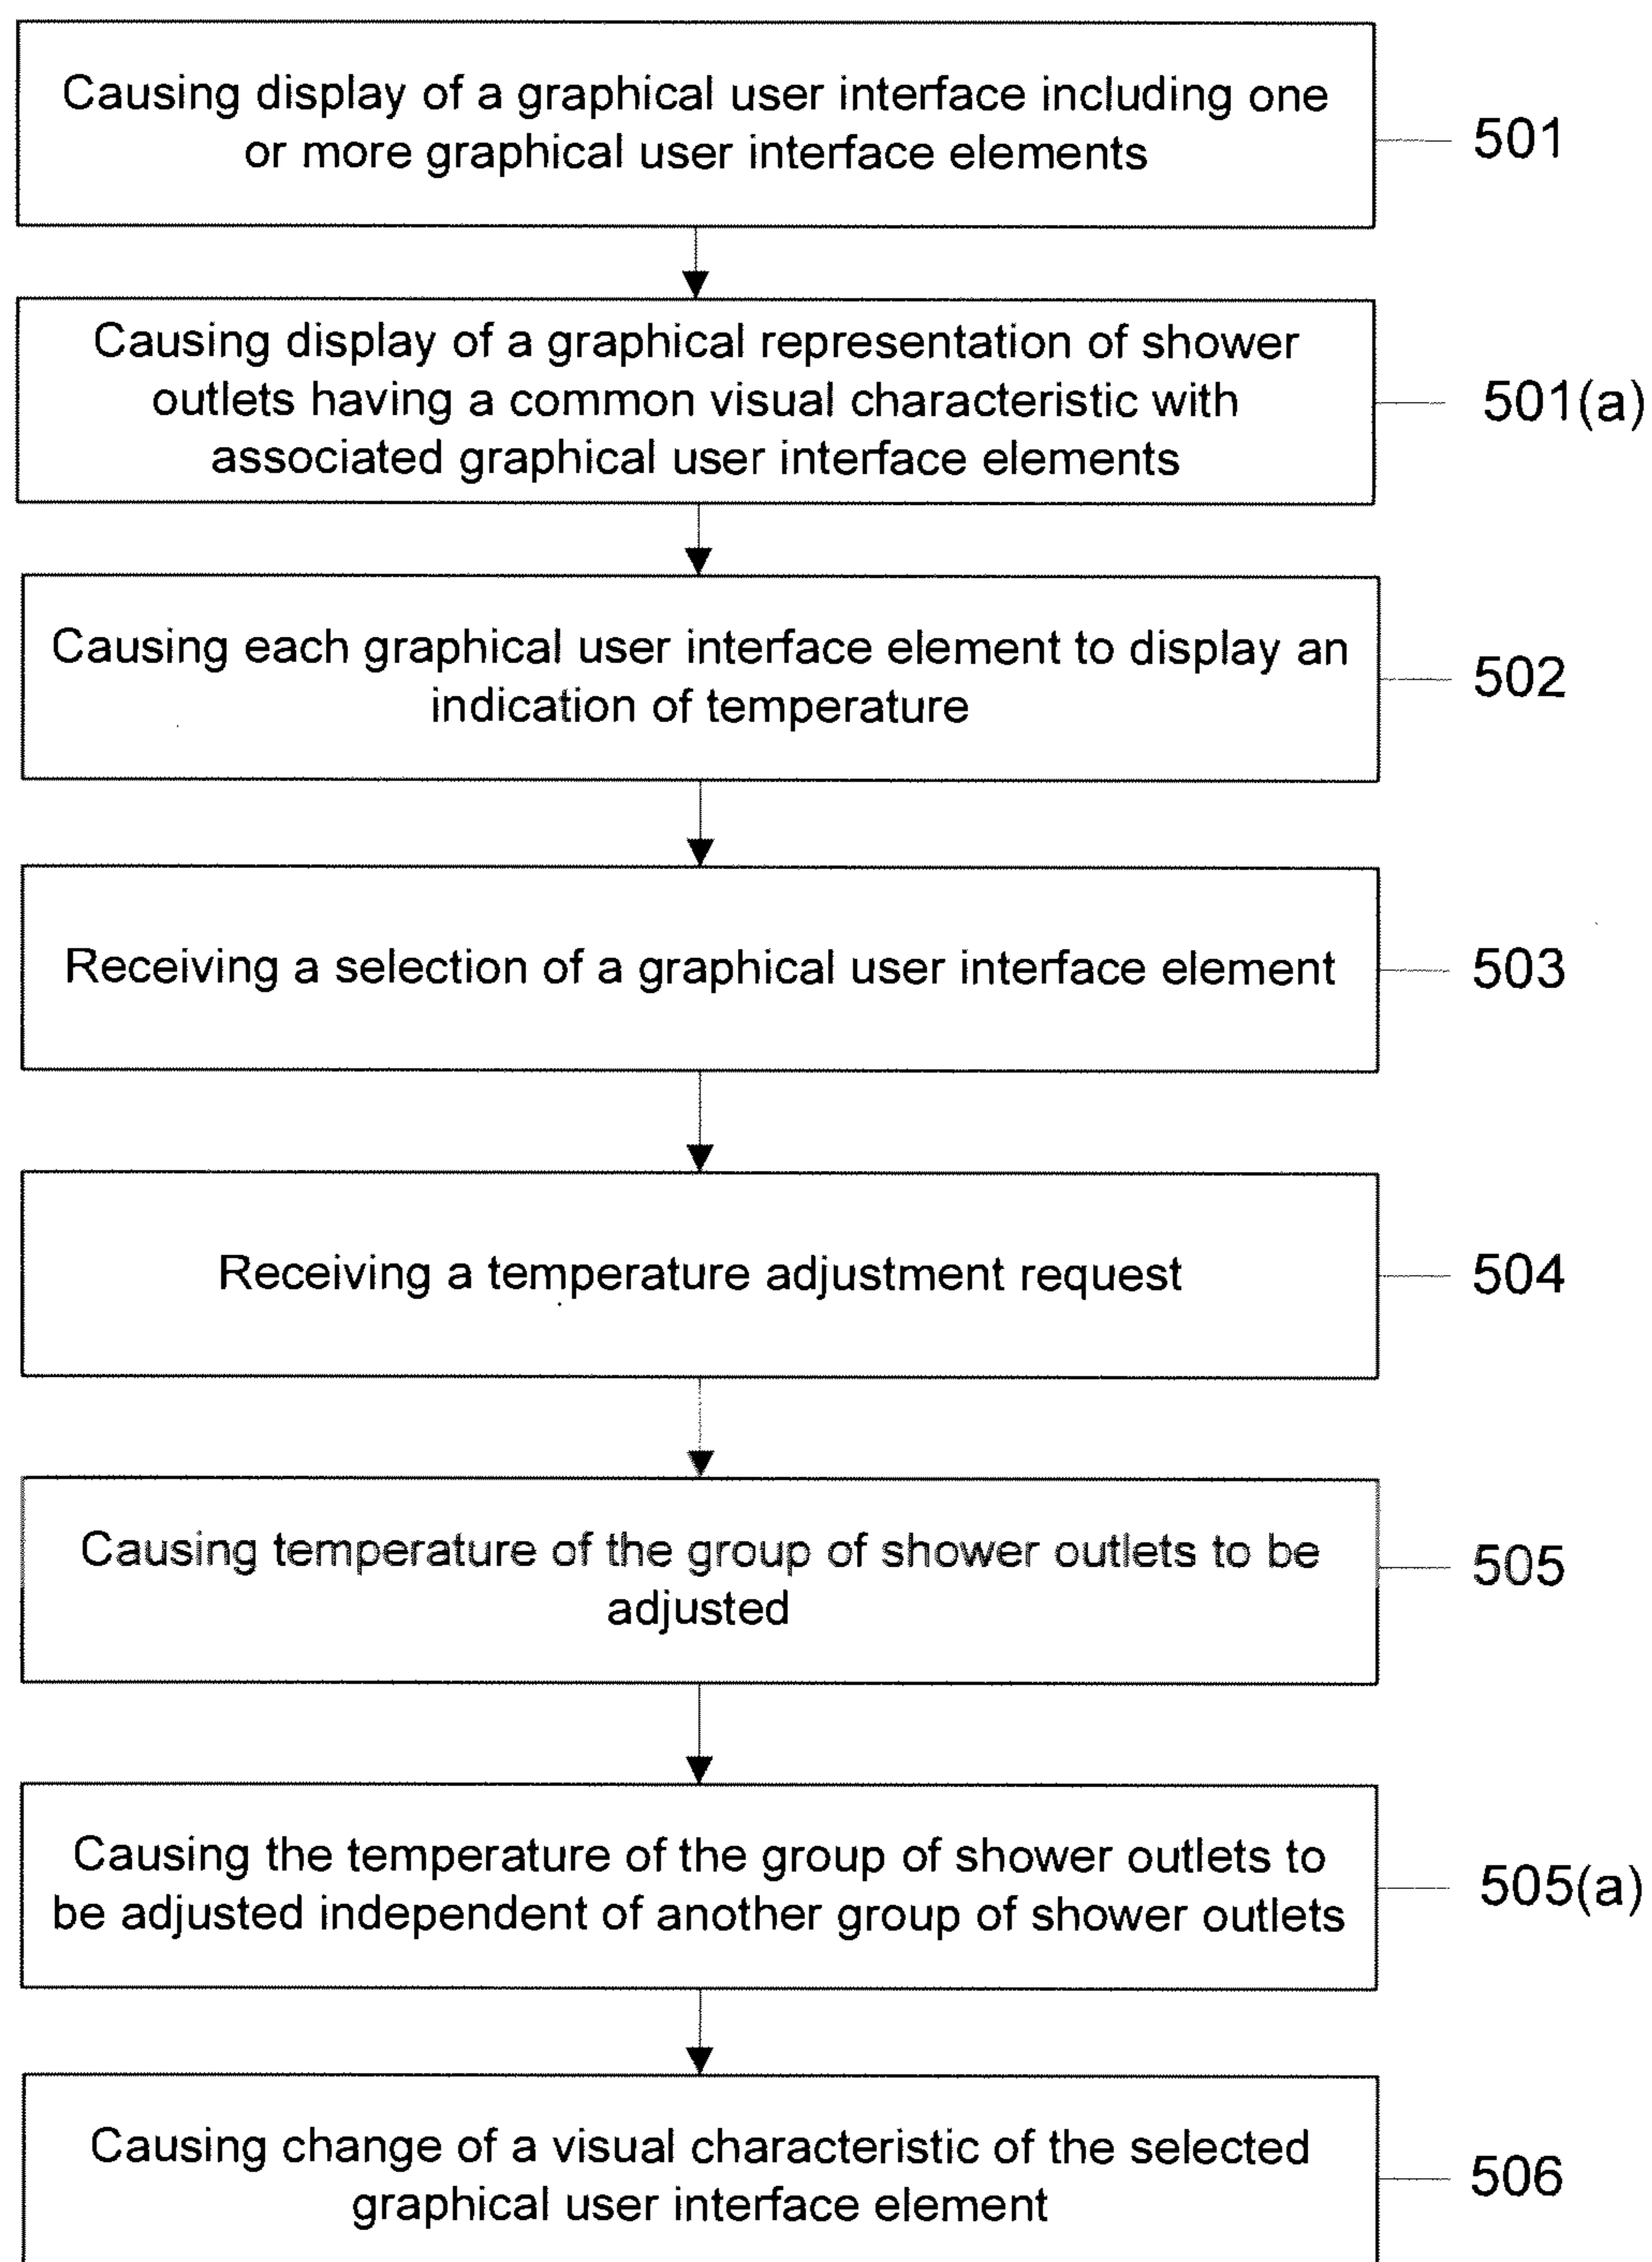 Causing display of a graphical user interface including one
or more graphical user interface elements
501
Causing display of a graphical representation of shower
outlets having a common visual characteristic with
associated graphical user interface elements
501(a)
Causing each graphical user interface element to display an
indication of temperature
502
Receiving a selection of a graphical user interface element
503
Receiving a temperature adjustment request
504
Causing temperature of the group of shower outlets to be
adjusted
505
Causing the temperature of the group of shower outlets to
be adjusted independent of another group of shower outlets
505(a)
Causing change of a visual characteristic of the selected
graphical user interface element
506